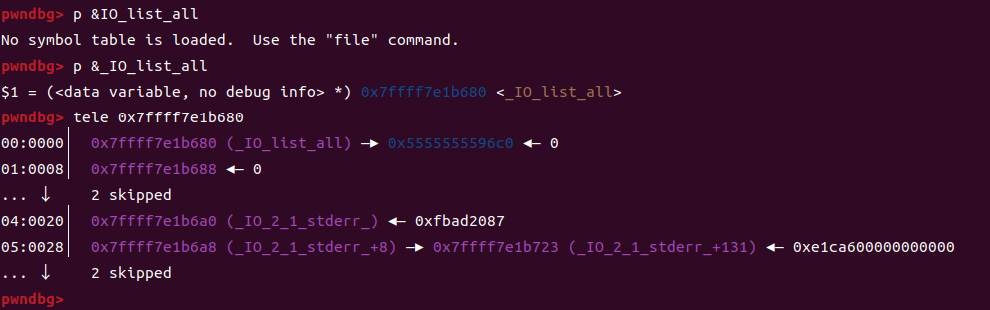 pwndbg> p &IO_list_all
No symbol table is loaded.  Use the "file" command.
pwndbg> p &_IO_list_all
$1 = (<data variable, no debug info> *) 0x7ffff7e1b680 <_IO_list_all>
pwndbg> tele 0x7ffff7e1b680
00:0000│  0x7ffff7e1b680 (_IO_list_all) —▸ 0x5555555596c0 ◂— 0
01:0008│  0x7ffff7e1b688 ◂— 0
... ↓     2 skipped
04:0020│  0x7ffff7e1b6a0 (_IO_2_1_stderr_) ◂— 0xfbad2087
05:0028│  0x7ffff7e1b6a8 (_IO_2_1_stderr_+8) —▸ 0x7ffff7e1b723 (_IO_2_1_stderr_+131) ◂— 0xe1ca600000000000
... ↓     2 skipped
pwndbg>